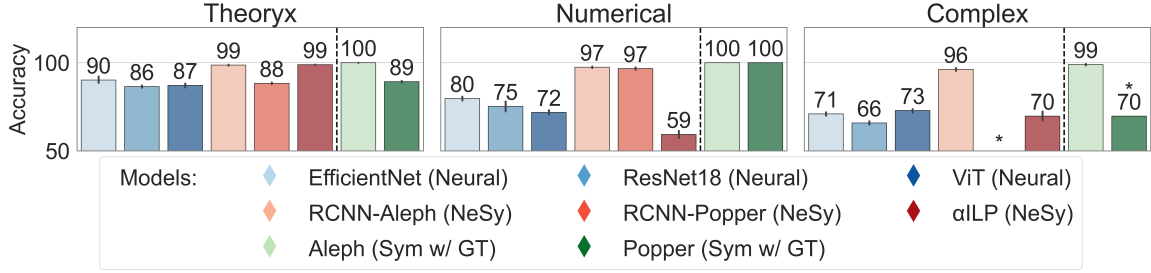 Theoryx Numerical Complex
Accuracy
100
50
90 86 87 99 88 99 100 89
80 75 72 97 97 59 100 100
71 66 73 96 * 70 99 * 70
Models: EfficientNet (Neural) ResNet18 (Neural) ViT (Neural)
RCNN-Aleph (NeSy) RCNN-Popper (NeSy) αILP (NeSy)
Aleph (Sym w/ GT) Popper (Sym w/ GT)